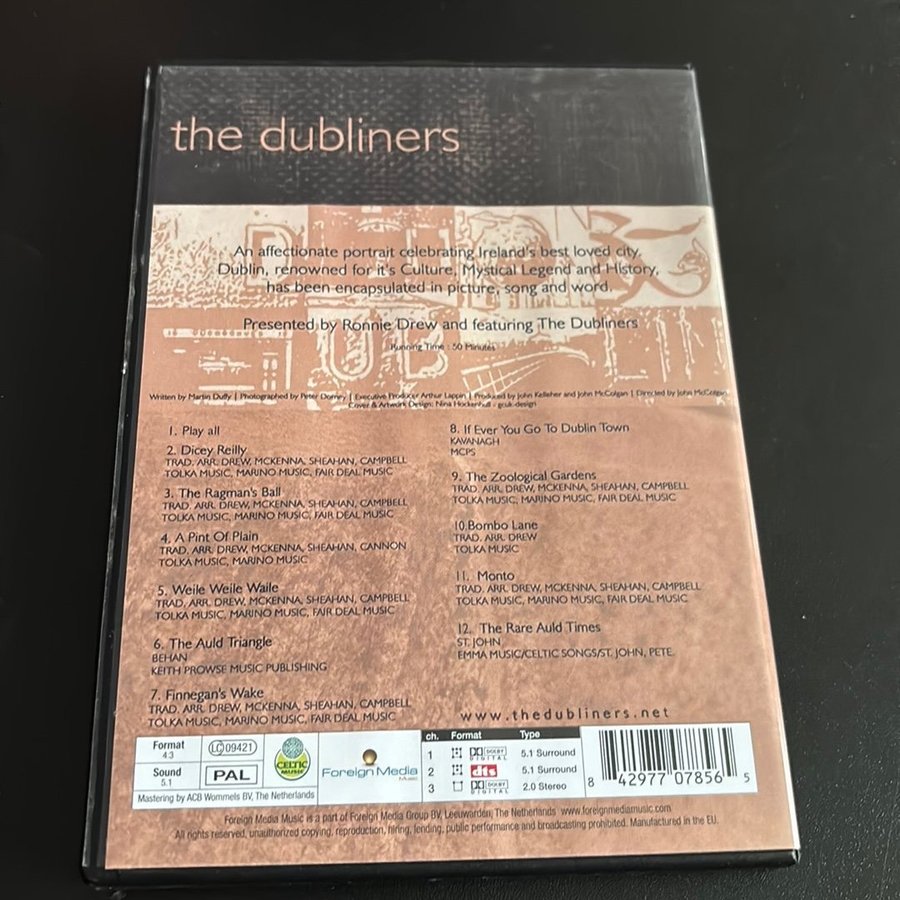 the dubliners
An affectionate portrait celebrating Ireland's best loved city.
Dublin, renowned for it's Culture, Mystical Legend and History,
has been encapsulated in picture, song and word.
Presented by Ronnie Drew and featuring The Dubliners
Running Time : 50 Minutes
Written by Martin Duffy | Photographed by Peter Dorney | Executive Producer Arthur Lappin | Produced by John Kelleher and John McColgan | Directed by John McColgan
Cover & Artwork Design: Nina Hockenhull - gcuk-design
1. Play all
2. Dicey Reilly
TRAD. ARR. DREW, MCKENNA, SHEAHAN, CAMPBELL
TOLKA MUSIC, MARINO MUSIC, FAIR DEAL MUSIC
3. The Ragman's Ball
TRAD. ARR. DREW, MCKENNA, SHEAHAN, CAMPBELL
TOLKA MUSIC, MARINO MUSIC, FAIR DEAL MUSIC
4. A Pint Of Plain
TRAD. ARR. DREW, MCKENNA, SHEAHAN, CANNON
TOLKA MUSIC, MARINO MUSIC
5. Weile Weile Waile
TRAD. ARR. DREW, MCKENNA, SHEAHAN, CAMPBELL
TOLKA MUSIC, MARINO MUSIC, FAIR DEAL MUSIC
6. The Auld Triangle
BEHAN
KEITH PROWSE MUSIC PUBLISHING
7. Finnegan's Wake
TRAD. ARR. DREW, MCKENNA, SHEAHAN, CAMPBELL
TOLKA MUSIC, MARINO MUSIC, FAIR DEAL MUSIC
8. If Ever You Go To Dublin Town
KAVANAGH
MCPS
9. The Zoological Gardens
TRAD. ARR. DREW, MCKENNA, SHEAHAN, CAMPBELL
TOLKA MUSIC, MARINO MUSIC, FAIR DEAL MUSIC
10.Bombo Lane
TRAD. ARR. DREW
TOLKA MUSIC
11. Monto
TRAD. ARR. DREW, MCKENNA, SHEAHAN, CAMPBELL
TOLKA MUSIC, MARINO MUSIC, FAIR DEAL MUSIC
12. The Rare Auld Times
ST. JOHN
EMMA MUSIC/CELTIC SONGS/ST. JOHN, PETE.
www.thedubliners.net
Format
4:3
Sound
5.1
LC 09421
PAL
CELTIC
MUSIC
Foreign Media
Music
Mastering by ACB Wommels BV, The Netherlands
ch. Format Type
1 DOLBY DIGITAL 5.1 Surround
2 dts 5.1 Surround
3 DOLBY DIGITAL 2.0 Stereo
8 42977 07856 5
Foreign Media Music is a part of Foreign Media Group BV, Leeuwarden, The Netherlands www.foreignmediamusic.com
All rights reserved, unauthorized copying, reproduction, hiring, lending, public performance and broadcasting prohibited. Manufactured in the EU.